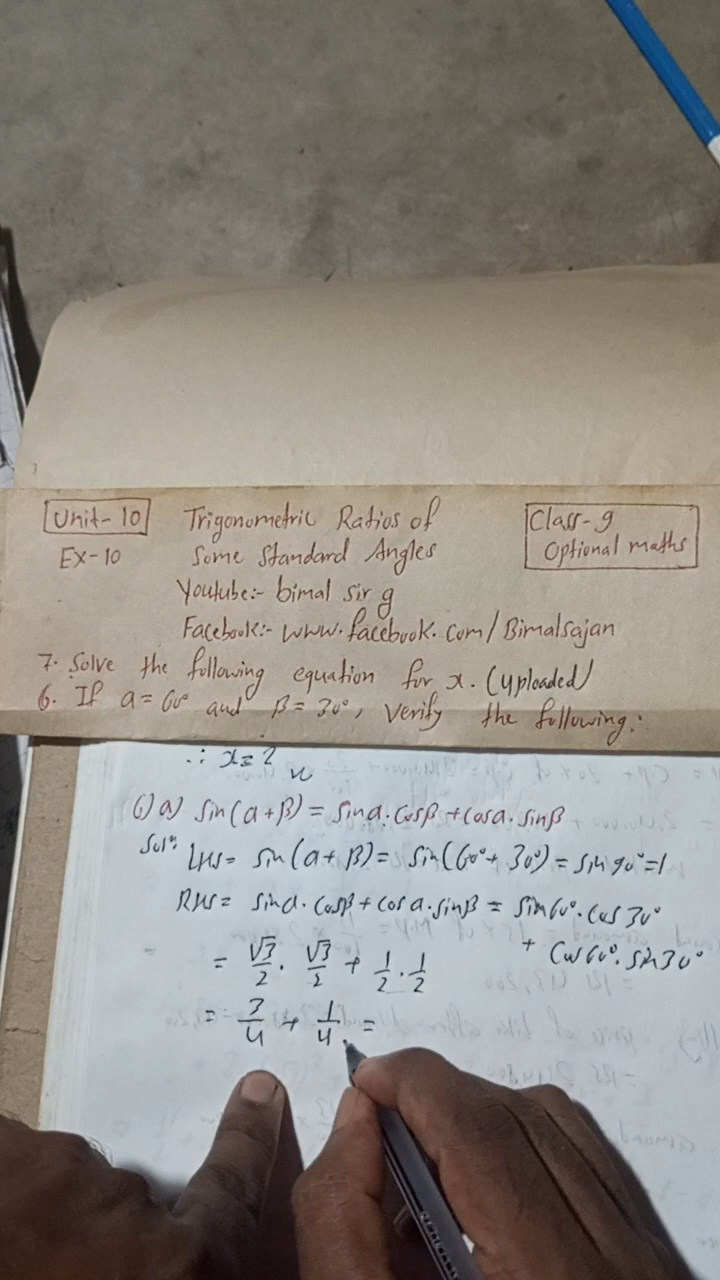 Unit-10
Trigonometric Ratios of
Class-9
EX-10
Some Standard Angles
Optional maths
Youtube:- bimal sir g
Facebook:- www.facebook.com/Bimalsajan
7. Solve the following equation for x. (uploaded)
6. If α = 60° and β = 30°, Verify the following:
∴ x = 2
6) a) sin(α+β) = sinα.cosβ + cosα.sinβ
Solⁿ LHS = sin(α+β) = sin(60°+30°) = sin90° = 1
RHS = sinα.cosβ + cosα.sinβ = sin60°.cos30°
+ cos60°.sin30°
= √3/2 . √3/2 + 1/2 . 1/2
= 3/4 + 1/4 =